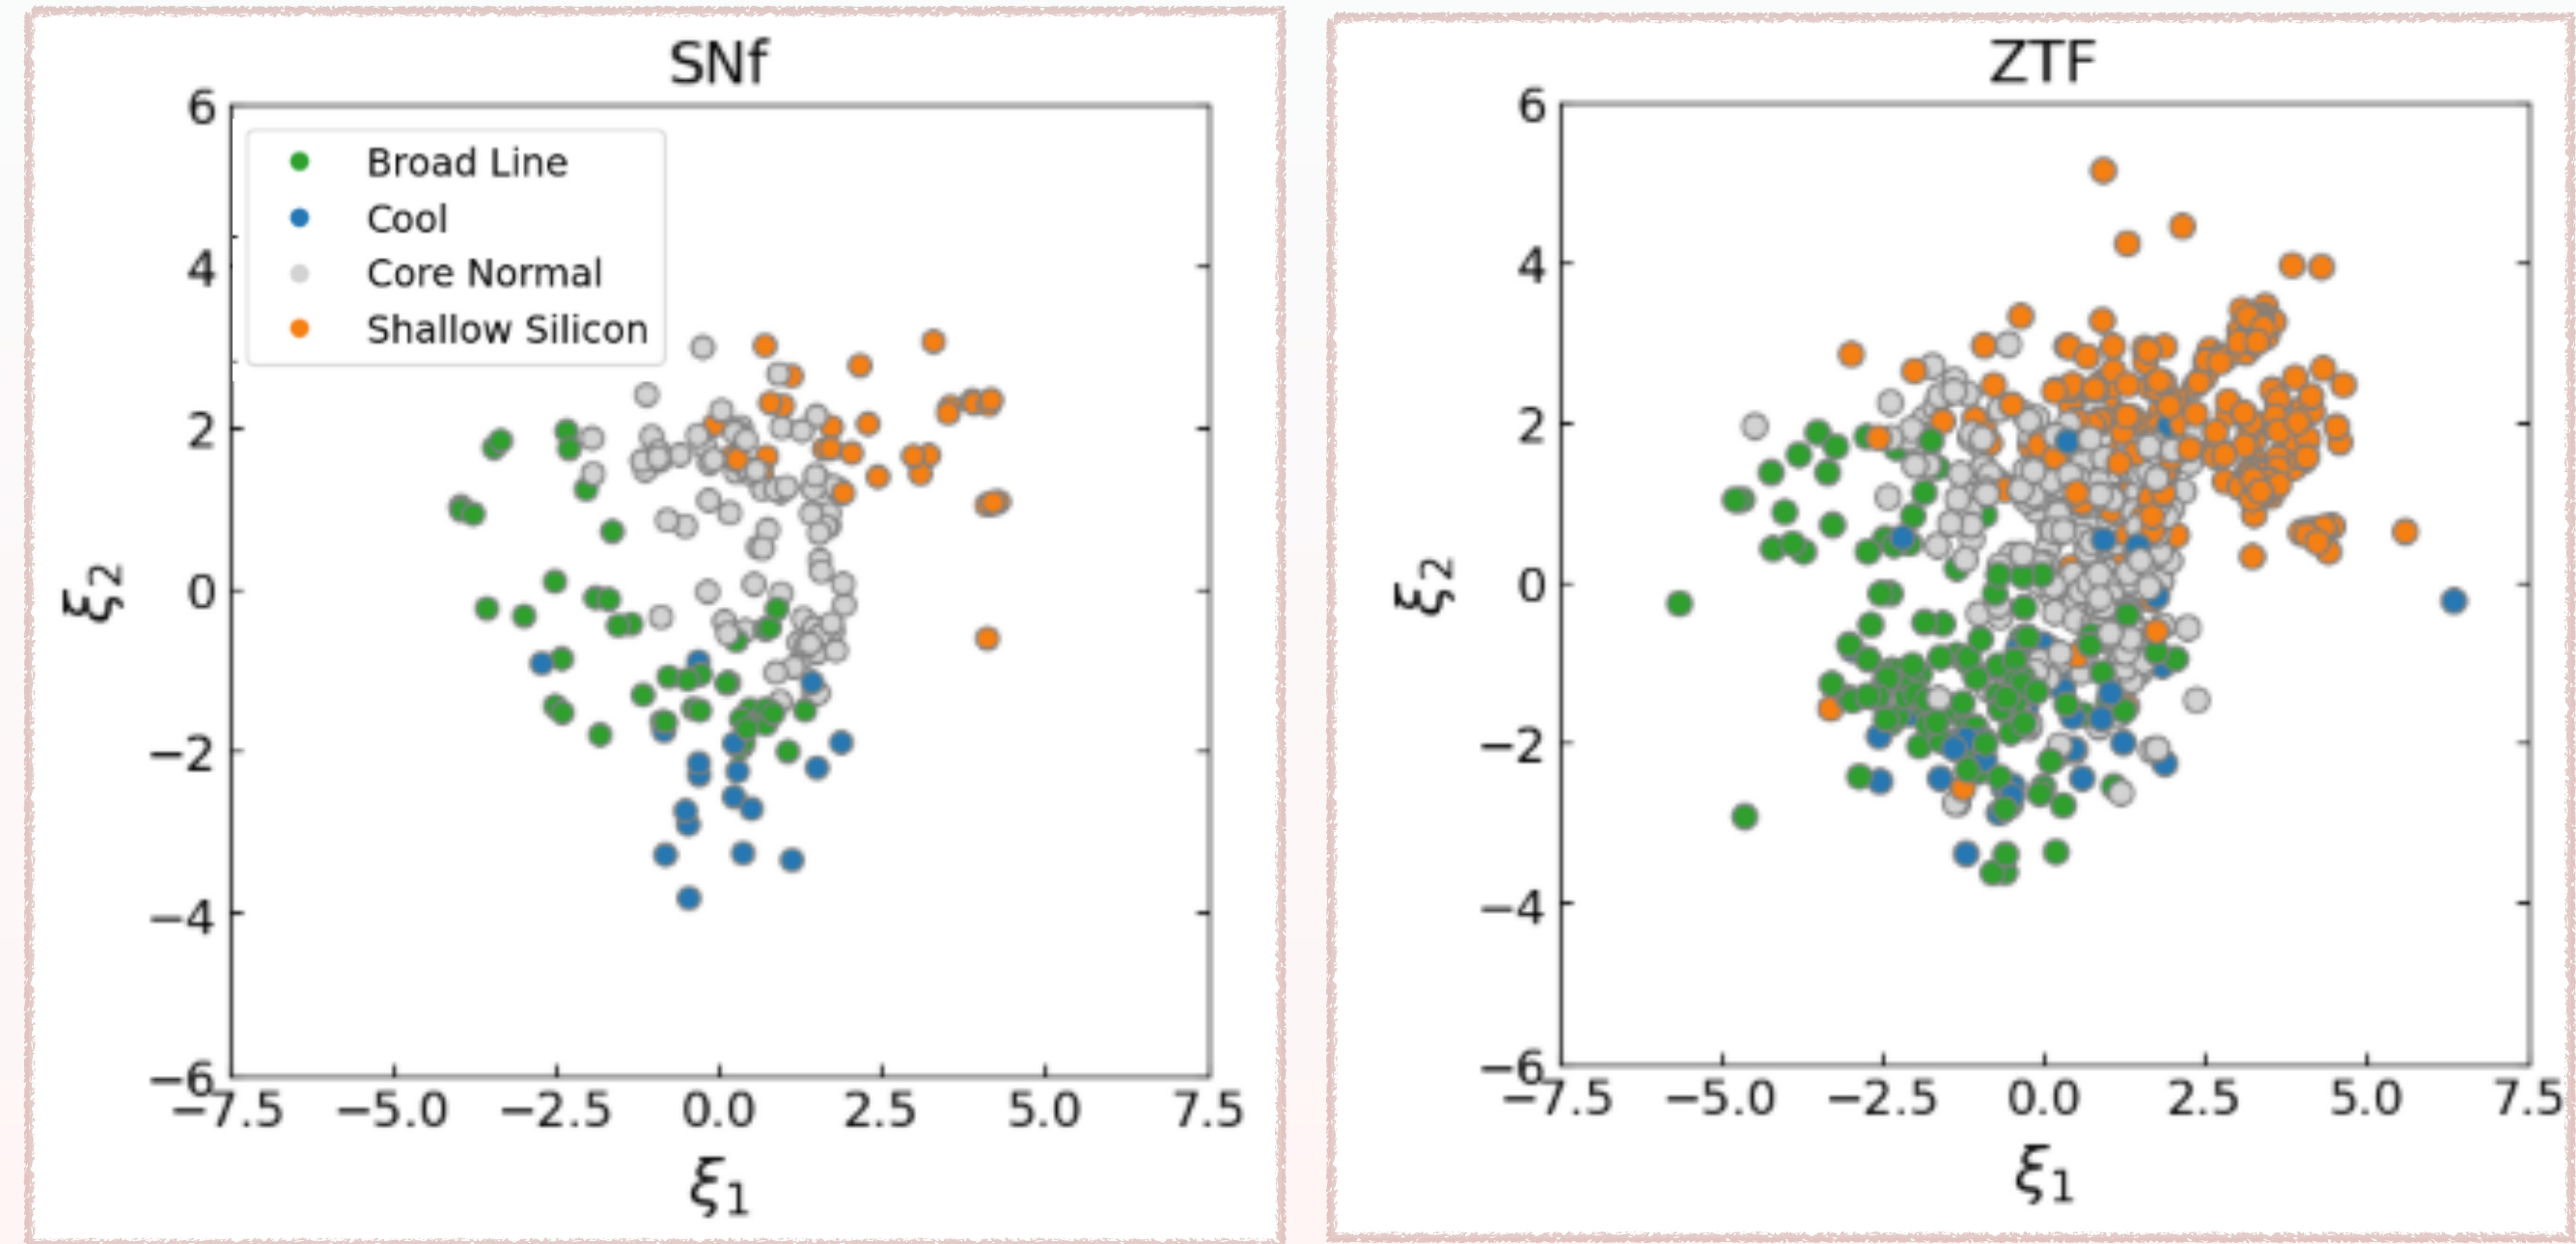 SNf
6
4
2
0
−2
−4
−6
Broad Line
Cool
Core Normal
Shallow Silicon
ξ2
−7.5 −5.0 −2.5 0.0 2.5 5.0 7.5
ξ1
ZTF
6
4
2
0
−2
−4
−6
ξ2
−7.5 −5.0 −2.5 0.0 2.5 5.0 7.5
ξ1